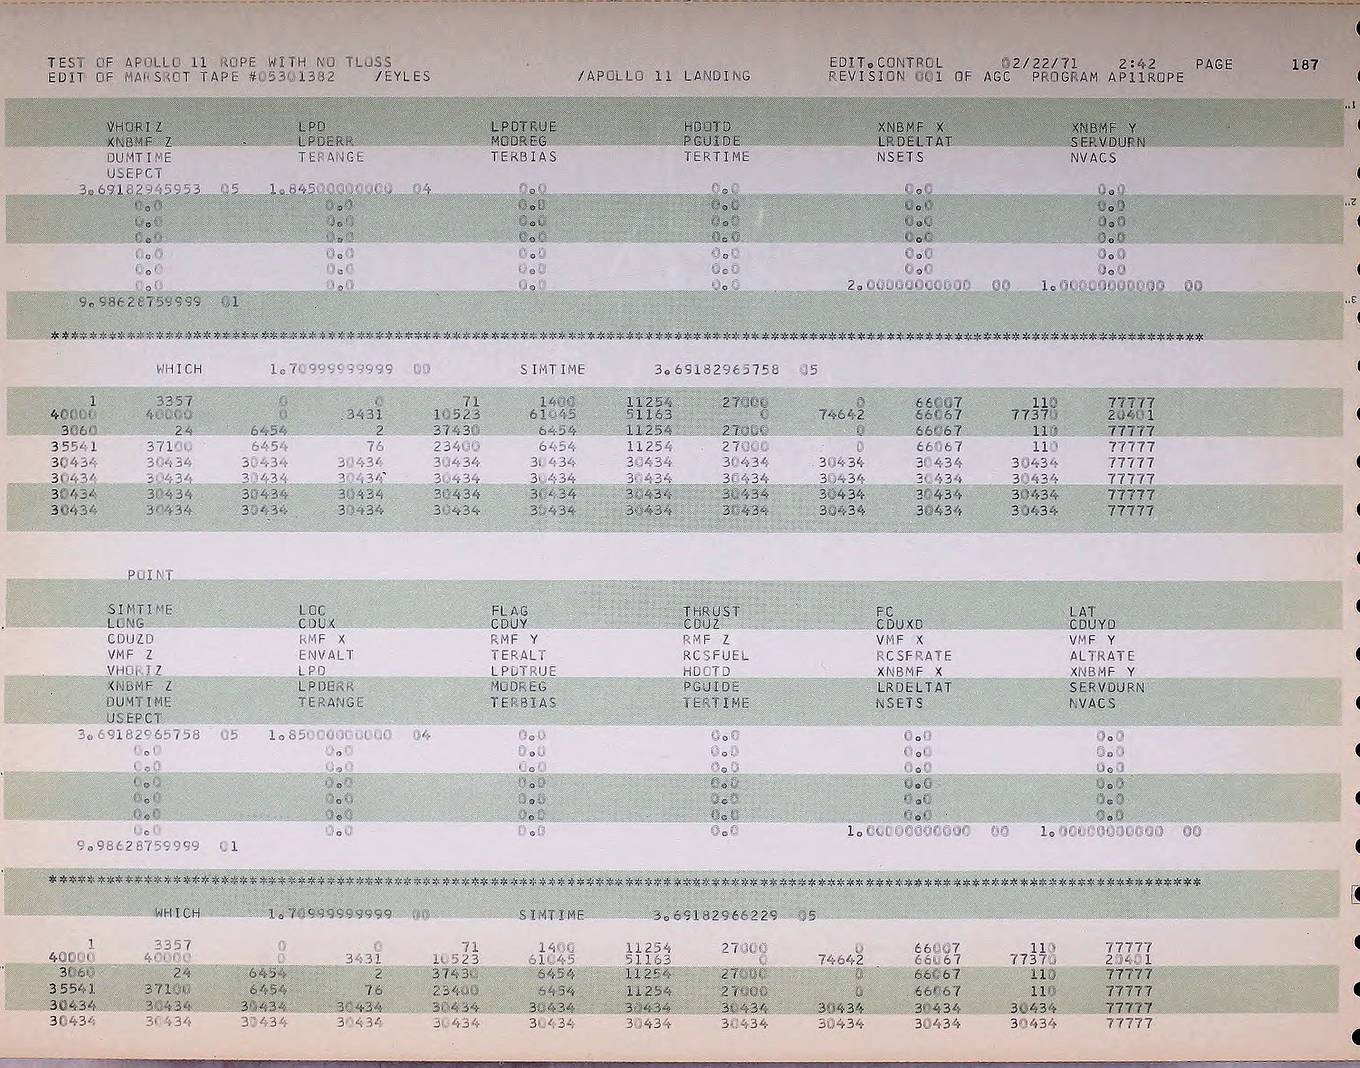 TEST OF APOLLO 11 ROPE WITH NO TLOSS EDIT.CONTROL 02/22/71 2:42 PAGE 187
EDIT OF MARSROT TAPE #05301382 /EYLES /APOLLO 11 LANDING REVISION 001 OF AGC PROGRAM AP11ROPE
VHORIZ LPD LPDTRUE HDOTD XNBMF X XNBMF Y
XNBMF Z LPDERR MODREG PGUIDE LRDELTAT SERVDURN
DUMTIME TERANGE TERBIAS TERTIME NSETS NVACS
USEPCT
3.69182945953 05 1.84500000000 04 0.0 0.0 0.0 0.0
0.0 0.0 0.0 0.0 0.0 0.0
0.0 0.0 0.0 0.0 0.0 0.0
0.0 0.0 0.0 0.0 0.0 0.0
0.0 0.0 0.0 0.0 0.0 0.0
0.0 0.0 0.0 0.0 0.0 0.0
0.0 0.0 0.0 0.0 2.00000000000 00 1.00000000000 00
9.98628759999 01
************************************************************************************************************************
WHICH 1.70999999999 00 SIMTIME 3.69182965758 05
1 3357 0 0 71 1400 11254 27000 0 66007 110 77777
40000 40000 0 3431 10523 61045 51163 0 74642 66067 77370 20401
3060 24 6454 2 37430 6454 11254 27000 0 66067 110 77777
35541 37100 6454 76 23400 6454 11254 27000 0 66067 110 77777
30434 30434 30434 30434 30434 30434 30434 30434 30434 30434 30434 77777
30434 30434 30434 30434 30434 30434 30434 30434 30434 30434 30434 77777
30434 30434 30434 30434 30434 30434 30434 30434 30434 30434 30434 77777
30434 30434 30434 30434 30434 30434 30434 30434 30434 30434 30434 77777
POINT
SIMTIME LOC FLAG THRUST FC LAT
LONG CDUX CDUY CDUZ CDUXD CDUYD
CDUZD RMF X RMF Y RMF Z VMF X VMF Y
VMF Z ENVALT TERALT RCSFUEL RCSFRATE ALTRATE
VHORIZ LPD LPDTRUE HDOTD XNBMF X XNBMF Y
XNBMF Z LPDERR MODREG PGUIDE LRDELTAT SERVDURN
DUMTIME TERANGE TERBIAS TERTIME NSETS NVACS
USEPCT
3.69182965758 05 1.85000000000 04 0.0 0.0 0.0 0.0
0.0 0.0 0.0 0.0 0.0 0.0
0.0 0.0 0.0 0.0 0.0 0.0
0.0 0.0 0.0 0.0 0.0 0.0
0.0 0.0 0.0 0.0 0.0 0.0
0.0 0.0 0.0 0.0 0.0 0.0
0.0 0.0 0.0 0.0 1.00000000000 00 1.00000000000 00
9.98628759999 01
************************************************************************************************************************
WHICH 1.70999999999 00 SIMTIME 3.69182966229 05
1 3357 0 0 71 1400 11254 27000 0 66007 110 77777
40000 40000 0 3431 10523 61045 51163 0 74642 66067 77370 20401
3060 24 6454 2 37430 6454 11254 27000 0 66067 110 77777
35541 37100 6454 76 23400 6454 11254 27000 0 66067 110 77777
30434 30434 30434 30434 30434 30434 30434 30434 30434 30434 30434 77777
30434 30434 30434 30434 30434 30434 30434 30434 30434 30434 30434 77777